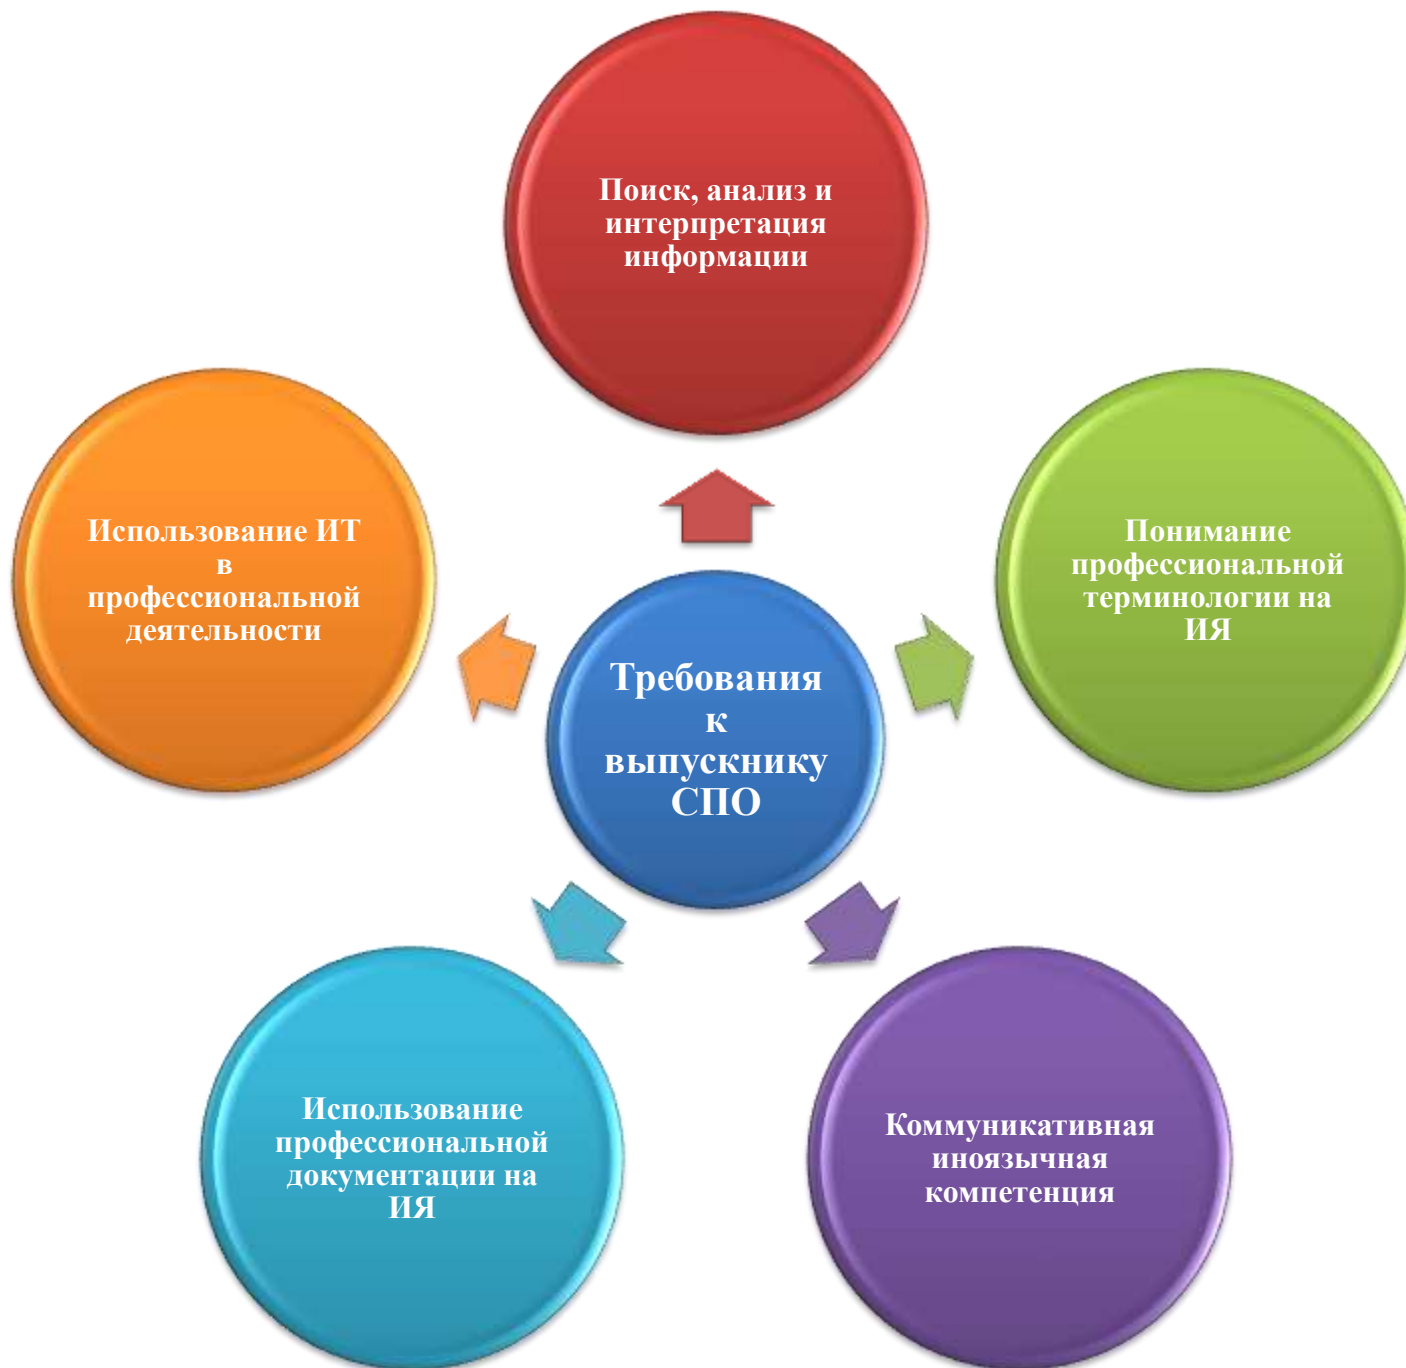 Поиск, анализ и
интерпретация
информации
Использование ИТ
в
профессиональной
деятельности
Понимание
профессиональной
терминологии на
ИЯ
Требования
к
выпускнику
СПО
Использование
профессиональной
документации на
ИЯ
Коммуникативная
иноязычная
компетенция